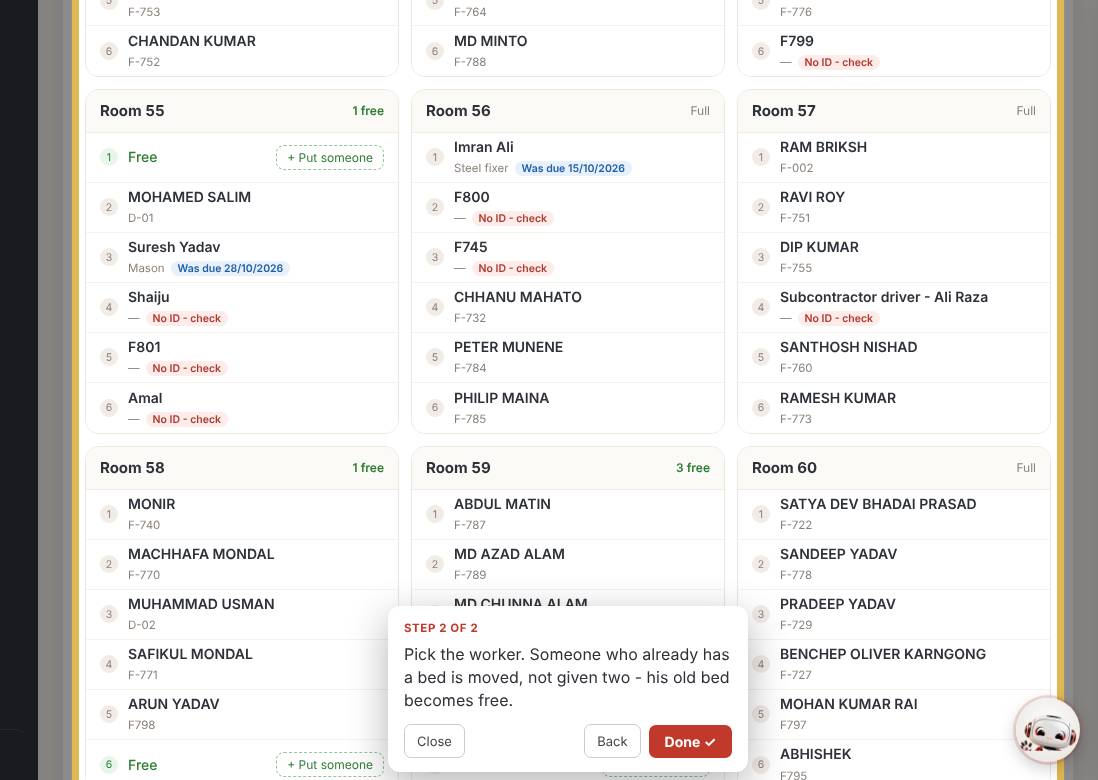 5
F-753
5
F-764
5
F-776
6
CHANDAN KUMAR
F-752
6
MD MINTO
F-788
6
F799
— No ID - check
Room 55
1 free
1
Free
+ Put someone
2
MOHAMED SALIM
D-01
3
Suresh Yadav
Mason Was due 28/10/2026
4
Shaiju
— No ID - check
5
F801
— No ID - check
6
Amal
— No ID - check
Room 56
Full
1
Imran Ali
Steel fixer Was due 15/10/2026
2
F800
— No ID - check
3
F745
— No ID - check
4
CHHANU MAHATO
F-732
5
PETER MUNENE
F-784
6
PHILIP MAINA
F-785
Room 57
Full
1
RAM BRIKSH
F-002
2
RAVI ROY
F-751
3
DIP KUMAR
F-755
4
Subcontractor driver - Ali Raza
— No ID - check
5
SANTHOSH NISHAD
F-760
6
RAMESH KUMAR
F-773
Room 58
1 free
1
MONIR
F-740
2
MACHHAFA MONDAL
F-770
3
MUHAMMAD USMAN
D-02
4
SAFIKUL MONDAL
F-771
5
ARUN YADAV
F798
6
Free
+ Put someone
Room 59
3 free
1
ABDUL MATIN
F-787
2
MD AZAD ALAM
F-789
MD CHUNNA ALAM
Room 60
Full
1
SATYA DEV BHADAI PRASAD
F-722
2
SANDEEP YADAV
F-778
3
PRADEEP YADAV
F-729
4
BENCHEP OLIVER KARNGONG
F-727
5
MOHAN KUMAR RAI
F797
6
ABHISHEK
F795
STEP 2 OF 2
Pick the worker. Someone who already has
a bed is moved, not given two - his old bed
becomes free.
Close
Back
Done ✓